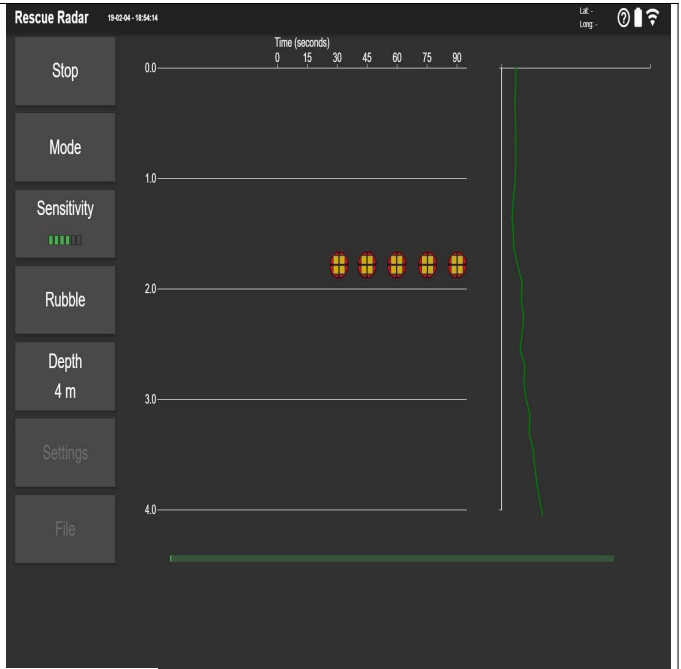 Rescue Radar 19-02-04 - 18:54:14
Lat: -
Long: -
Stop
Mode
Sensitivity
Rubble
Depth
4 m
Settings
File
Time (seconds)
0 15 30 45 60 75 90
0.0
1.0
2.0
3.0
4.0